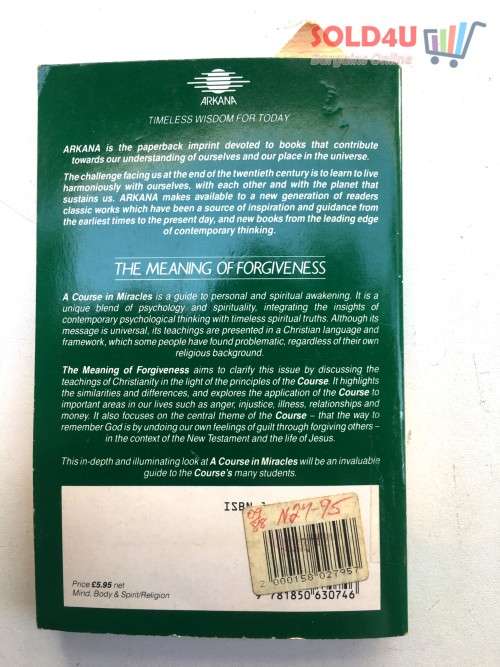 SOLD4U
Bargains Online
ARKANA
TIMELESS WISDOM FOR TODAY
ARKANA is the paperback imprint devoted to books that contribute
towards our understanding of ourselves and our place in the universe.
The challenge facing us at the end of the twentieth century is to learn to live
harmoniously with ourselves, with each other and with the planet that
sustains us. ARKANA makes available to a new generation of readers
classic works which have been a source of inspiration and guidance from
the earliest times to the present day, and new books from the leading edge
of contemporary thinking.
THE MEANING OF FORGIVENESS
A Course in Miracles is a guide to personal and spiritual awakening. It is a
unique blend of psychology and spirituality, integrating the insights of
contemporary psychological thinking with timeless spiritual truths. Although its
message is universal, its teachings are presented in a Christian language and
framework, which some people have found problematic, regardless of their own
religious background.
The Meaning of Forgiveness aims to clarify this issue by discussing the
teachings of Christianity in the light of the principles of the Course. It highlights
the similarities and differences, and explores the application of the Course to
important areas in our lives such as anger, injustice, illness, relationships and
money. It also focuses on the central theme of the Course – that the way to
remember God is by undoing our own feelings of guilt through forgiving others –
in the context of the New Testament and the life of Jesus.
This in-depth and illuminating look at A Course in Miracles will be an invaluable
guide to the Course's many students.
ISBN
N24-95
2 000158 027957
Price £5.95 net
Mind, Body & Spirit/Religion
9 781850 630746